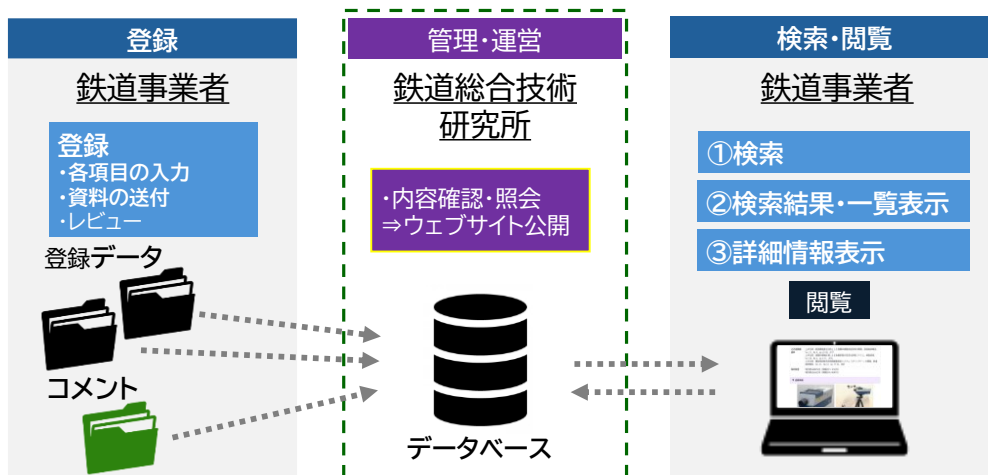 登録
鉄道事業者
登録
・各項目の入力
・資料の送付
・レビュー
登録データ
コメント
管理・運営
鉄道総合技術
研究所
・内容確認・照会
⇒ウェブサイト公開
データベース
検索・閲覧
鉄道事業者
①検索
②検索結果・一覧表示
③詳細情報表示
閲覧